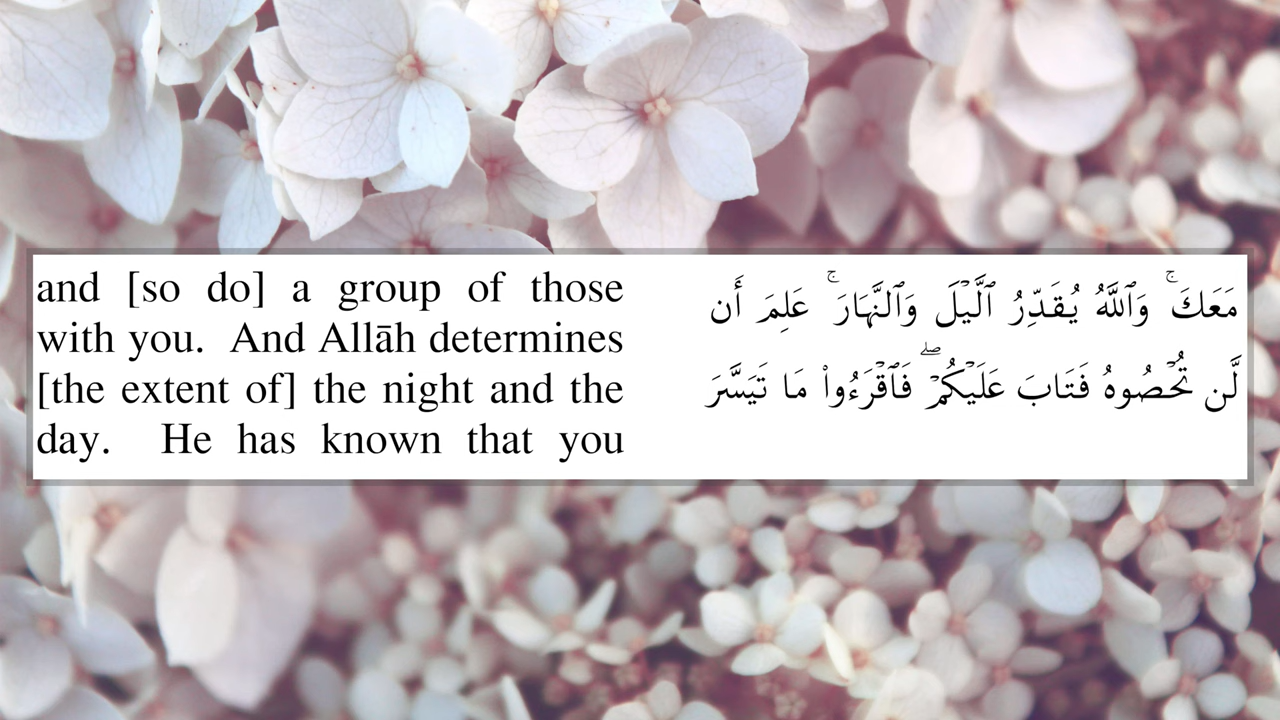 and [so do] a group of those
with you. And Allāh determines
[the extent of] the night and the
day. He has known that you
مَعَكَۚ وَٱللَّهُ يُقَدِّرُ ٱلَّيۡلَ وَٱلنَّهَارَۚ عَلِمَ أَن
لَّن تُحۡصُوهُ فَتَابَ عَلَيۡكُمۡۖ فَٱقۡرَءُواْ مَا تَيَسَّرَ